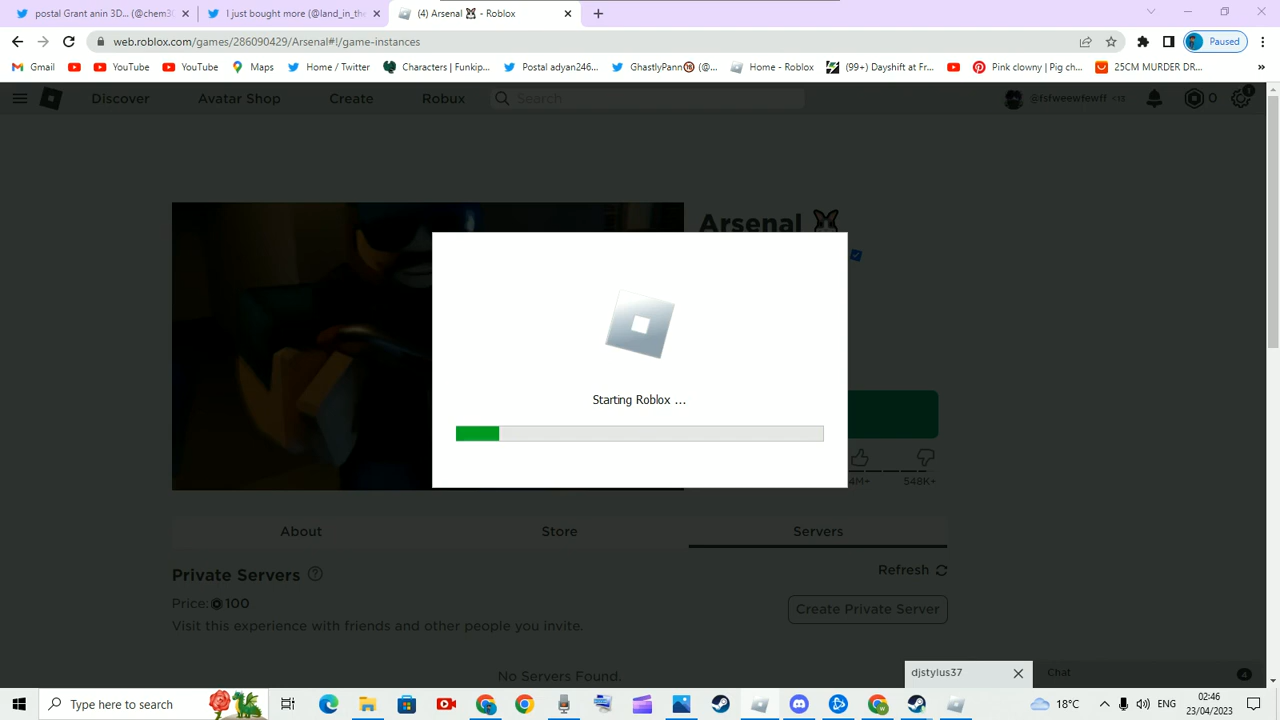 postal Grant anin 3D... (@chem3
I just bought more (@land_in_the
(4) Arsenal 🐰 - Roblox
web.roblox.com/games/286090429/Arsenal#!/game-instances
Paused
Gmail YouTube YouTube Maps Home / Twitter Characters | Funkip... Postal adyan246... GhastlyPann🔞 (@... Home - Roblox (99+) Dayshift at Fr... Pink clowny | Pig ch... 25CM MURDER DR... »
Discover Avatar Shop Create Robux Search <13 0 1
Arsenal
Starting Roblox ...
548K+
About Store Servers
Private Servers ?
Refresh
Price: 100
Create Private Server
Visit this experience with friends and other people you invite.
No Servers Found.
djstylus37
Chat 4
Type here to search
18°C ENG
02:46
23/04/2023